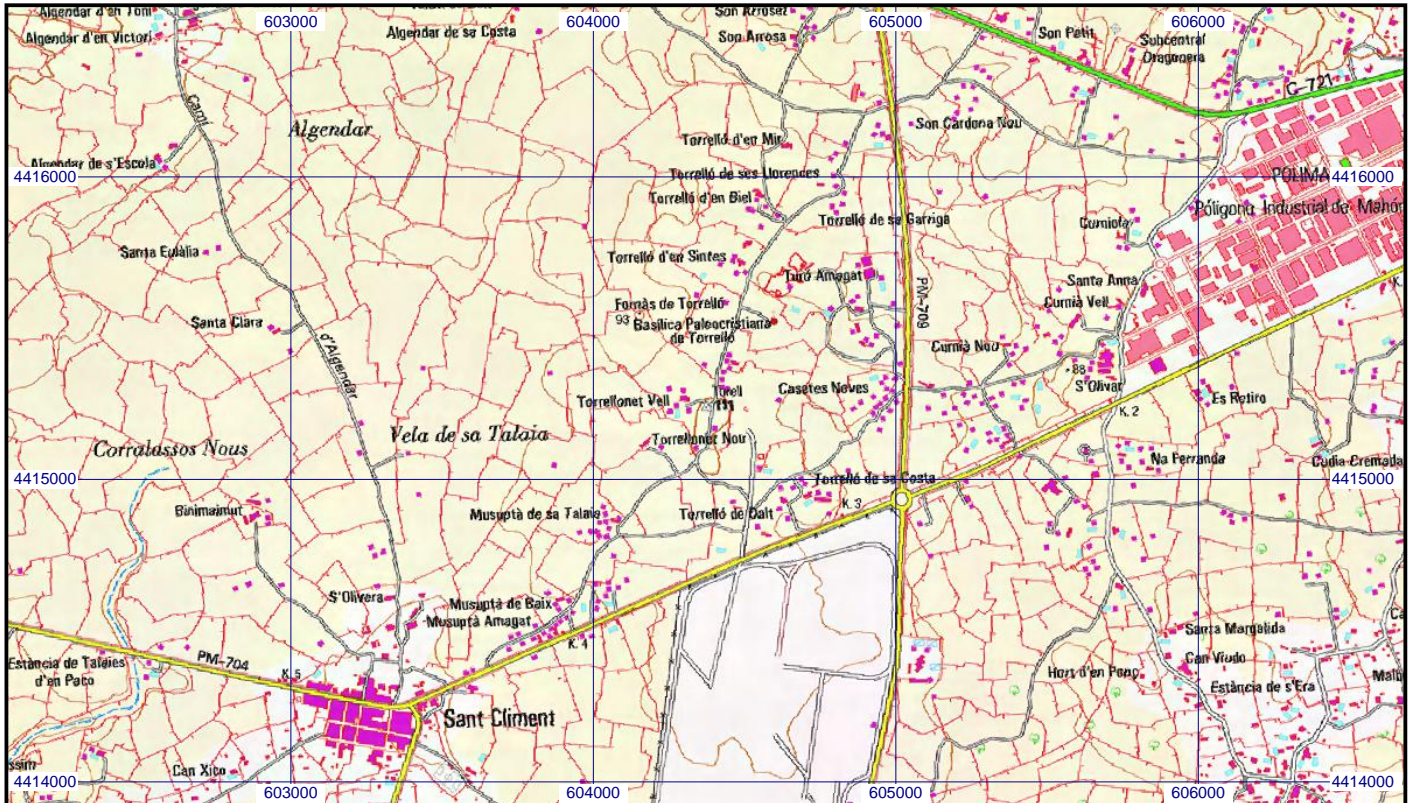 Algendar d'en Toni
603000
604000
Son Arroset
605000
606000
Algendar d'en Victori
Algendar de sa Costa
Son Arrosa
Son Petit
Subcentral
Dragonera
C-721
Camí
Algendar
Torrelló d'en Mir
Son Cardona Nou
Algendar de s'Escola
4416000
Torrelló de ses Llorences
POLIMA
4416000
Torrelló d'en Biel
Torrelló de sa Garriga
Curniola
Polígono Industrial de Mahón
Santa Eulàlia
Torrelló d'en Sintes
Turó Amagat
Santa Anna
PM-709
Curnià Vell
Santa Clara
Fornàs de Torrelló
93 Basílica Paleocristiana
de Torrelló
d'Algendar
Curnià Nou
88
S'Olivar
Torrellonet Vell
Torell
Casetes Noves
Es Retiro
K. 2
Corralassos Nous
Vela de sa Talaia
Torrellonet Nou
Na Ferranda
Cudia Cremada
4415000
Torrelló de sa Costa
4415000
Binimaimut
Musuptà de sa Talaia
Torrelló de Dalt
K. 3
S'Olivera
Musuptà de Baix
Musuptà Amagat
K. 4
Santa Margalida
Estància de Talaies
d'en Paco
PM-704
K. 5
Can Viudo
Hort d'en Pons
Estància de s'Era
Sant Climent
Can Xico
4414000
603000
604000
605000
606000
4414000